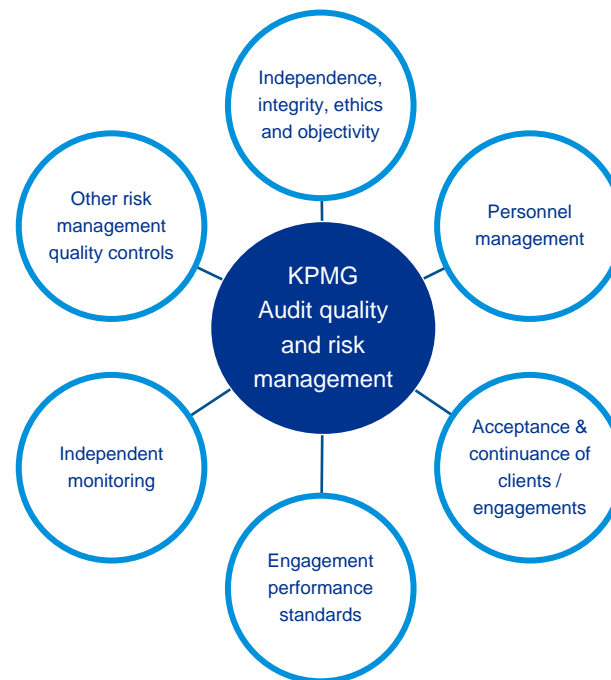 Independence,
integrity, ethics
and objectivity
Other risk
management
quality controls
Personnel
management
KPMG
Audit quality
and risk
management
Independent
monitoring
Acceptance &
continuance of
clients /
engagements
Engagement
performance
standards